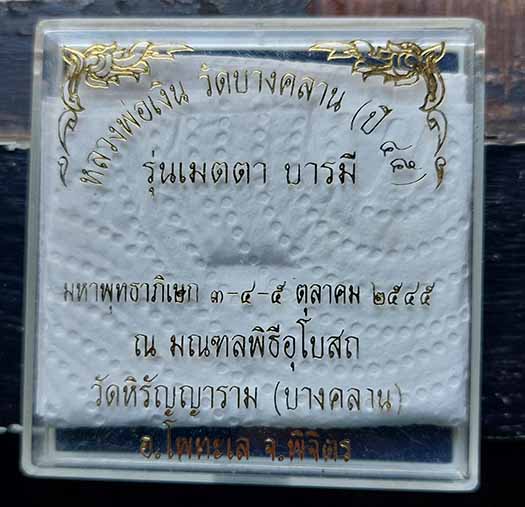 หลวงพ่อเงิน วัดบางคลาน (ปี ๔๕)
รุ่นเมตตา บารมี
มหาพุทธาภิเษก ๓-๔-๕ ตุลาคม ๒๕๔๕
ณ มณฑลพิธีอุโบสถ
วัดหิรัญญาราม (บางคลาน)
อ.โพทะเล จ.พิจิตร